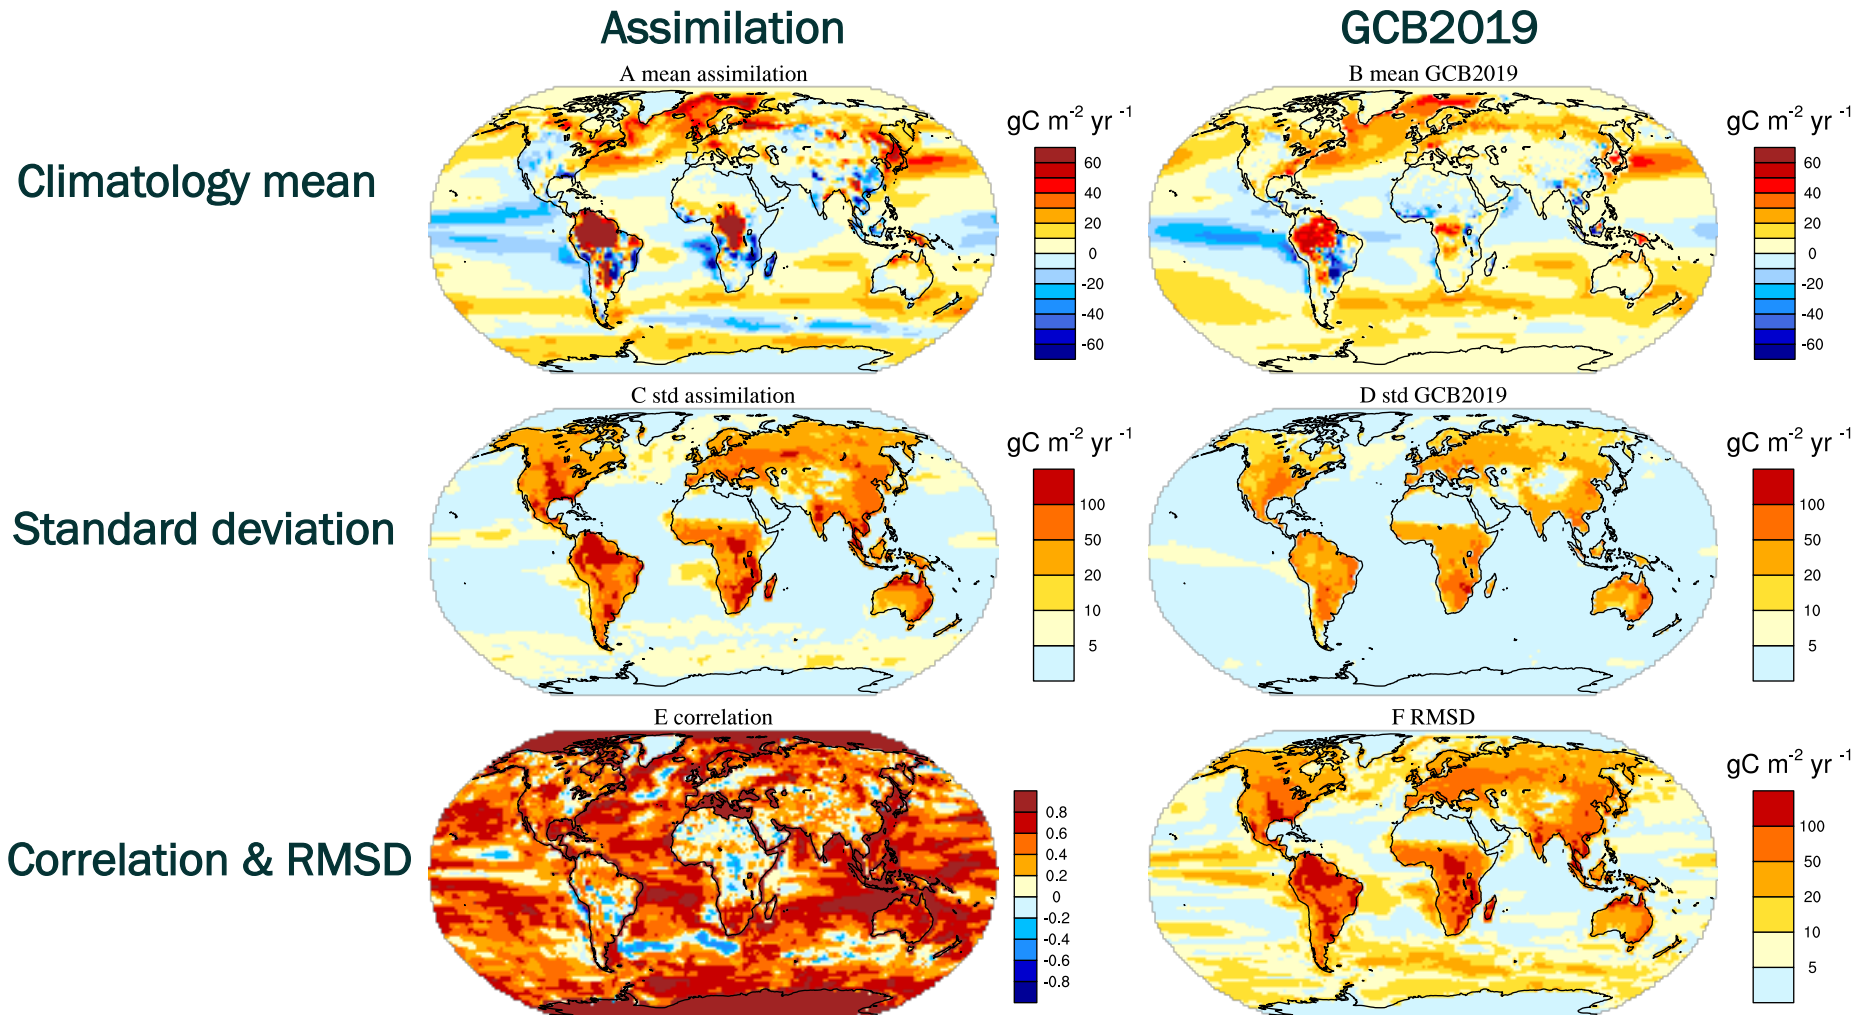 Assimilation
GCB2019
A mean assimilation
B mean GCB2019
Climatology mean
gC m-2 yr -1
60
40
20
0
-20
-40
-60
gC m-2 yr -1
60
40
20
0
-20
-40
-60
C std assimilation
D std GCB2019
Standard deviation
gC m-2 yr -1
100
50
20
10
5
gC m-2 yr -1
100
50
20
10
5
E correlation
F RMSD
Correlation & RMSD
0.8
0.6
0.4
0.2
0
-0.2
-0.4
-0.6
-0.8
gC m-2 yr -1
100
50
20
10
5